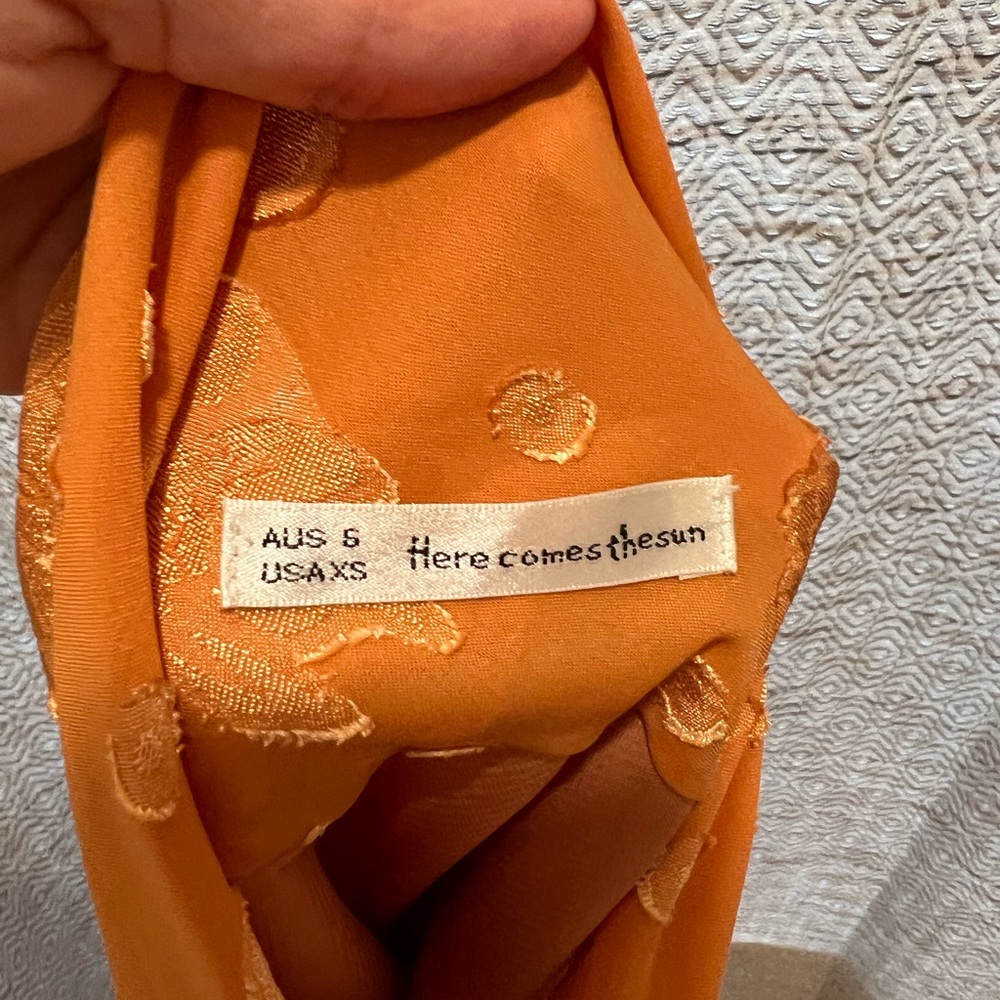 AUS 6
USA XS
Here comes the sun